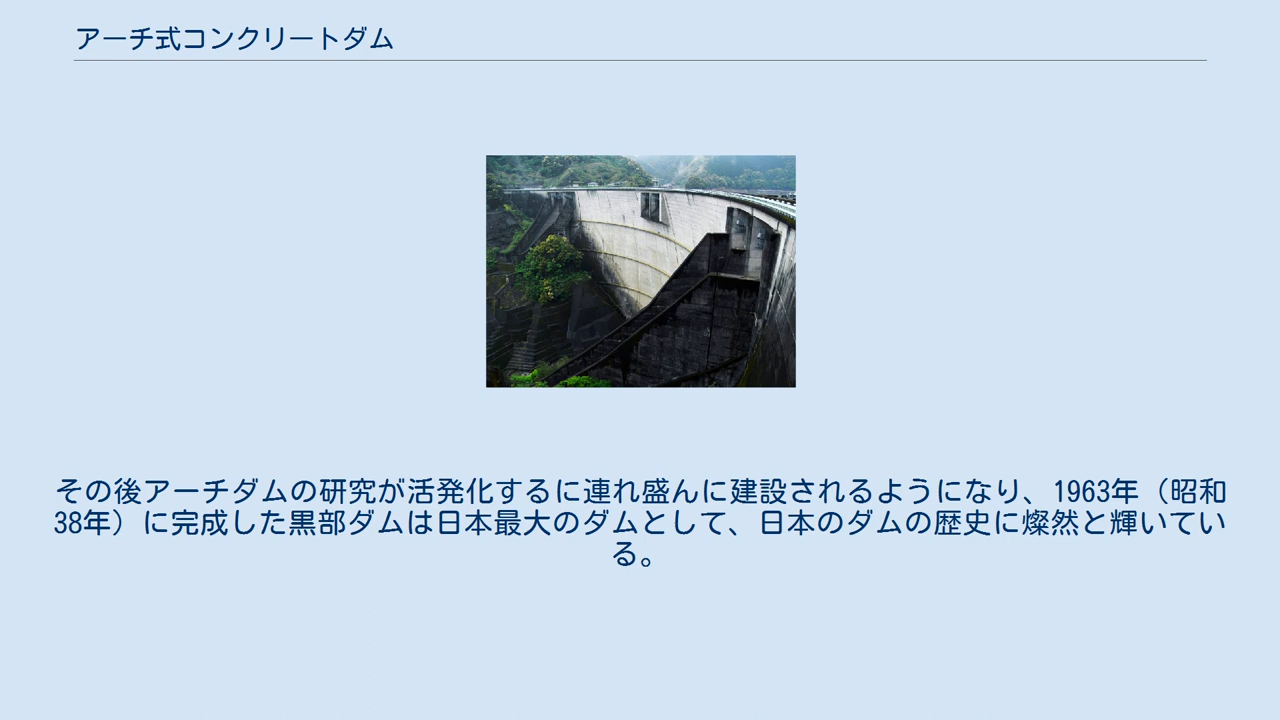 アーチ式コンクリートダム
その後アーチダムの研究が活発化するに連れ盛んに建設されるようになり、1963年（昭和
38年）に完成した黒部ダムは日本最大のダムとして、日本のダムの歴史に燦然と輝いてい
る。